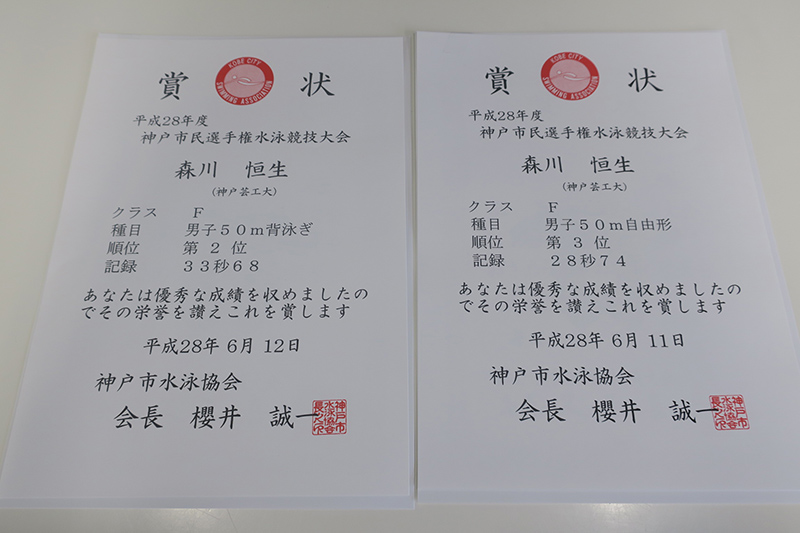 賞 状
KOBE CITY
SWIMMING ASSOCIATION
平成28年度
神戸市民選手権水泳競技大会
森川 恒生
（神戸芸工大）
クラス F
種目 男子５０ｍ背泳ぎ
順位 第 ２ 位
記録 ３３秒６８
あなたは優秀な成績を収めましたの
でその栄誉を讃えこれを賞します
平成28年 6月 12日
神戸市水泳協会
会長 櫻井 誠一
賞 状
KOBE CITY
SWIMMING ASSOCIATION
平成28年度
神戸市民選手権水泳競技大会
森川 恒生
（神戸芸工大）
クラス F
種目 男子５０ｍ自由形
順位 第 ３ 位
記録 ２８秒７４
あなたは優秀な成績を収めましたの
でその栄誉を讃えこれを賞します
平成28年 6月 11日
神戸市水泳協会
会長 櫻井 誠一